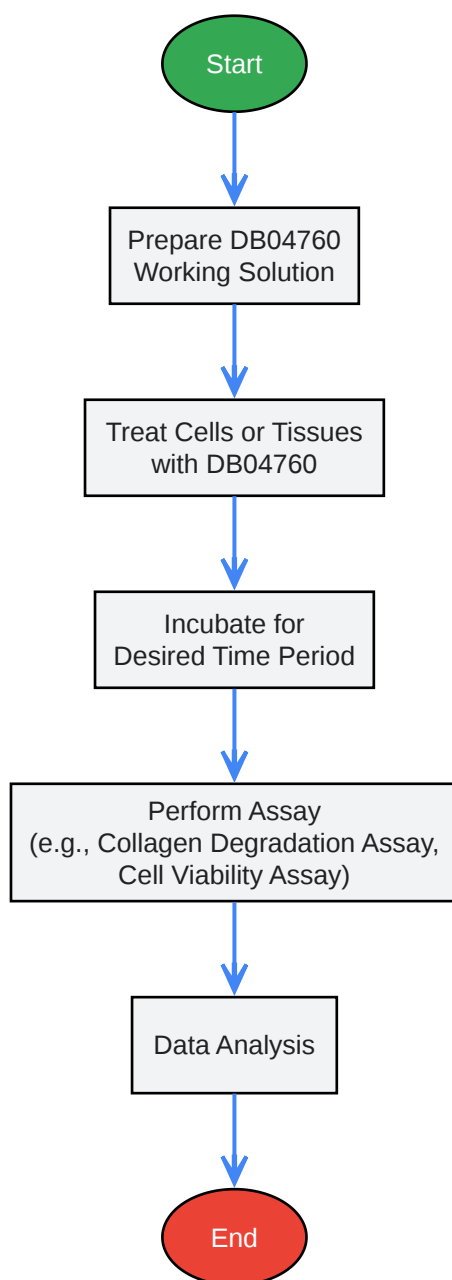 Start
Prepare DB04760
Working Solution
Treat Cells or Tissues
with DB04760
Incubate for
Desired Time Period
Perform Assay
(e.g., Collagen Degradation Assay,
Cell Viability Assay)
Data Analysis
End